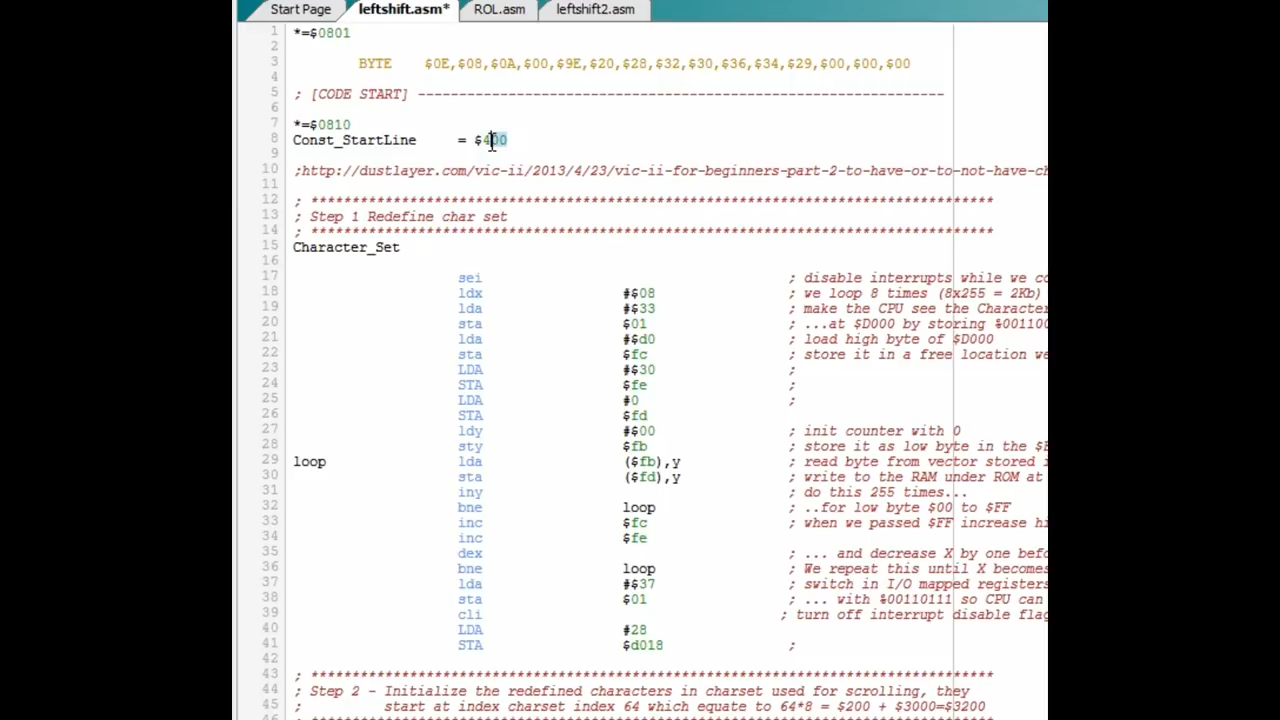 Start Page leftshift.asm* ROL.asm leftshift2.asm
1 *=$0801
2
3 BYTE $0E,$08,$0A,$00,$9E,$20,$28,$32,$30,$36,$34,$29,$00,$00,$00
4
5 ; [CODE START] ----------------------------------------------------------------
6
7 *=$0810
8 Const_StartLine = $400
9
10 ;http://dustlayer.com/vic-ii/2013/4/23/vic-ii-for-beginners-part-2-to-have-or-to-not-have-c
11
12 ; ***********************************************************************************
13 ; Step 1 Redefine char set
14 ; ***********************************************************************************
15 Character_Set
16
17 sei ; disable interrupts while we c
18 ldx #$08 ; we loop 8 times (8x255 = 2Kb)
19 lda #$33 ; make the CPU see the Character
20 sta $01 ; ...at $D000 by storing %001100
21 lda #$d0 ; load high byte of $D000
22 sta $fc ; store it in a free location we
23 LDA #$30 ;
24 STA $fe ;
25 LDA #0 ;
26 STA $fd
27 ldy #$00 ; init counter with 0
28 sty $fb ; store it as low byte in the $
29 loop lda ($fb),y ; read byte from vector stored
30 sta ($fd),y ; write to the RAM under ROM at
31 iny ; do this 255 times...
32 bne loop ; ..for low byte $00 to $FF
33 inc $fc ; when we passed $FF increase h
34 inc $fe
35 dex ; ... and decrease X by one befo
36 bne loop ; We repeat this until X becomes
37 lda #$37 ; switch in I/O mapped registers
38 sta $01 ; ... with %00110111 so CPU can
39 cli ; turn off interrupt disable flag
40 LDA #28
41 STA $d018 ;
42
43 ; ***********************************************************************************
44 ; Step 2 - Initialize the redefined characters in charset used for scrolling, they
45 ; start at index charset index 64 which equate to 64*8 = $200 + $3000=$3200